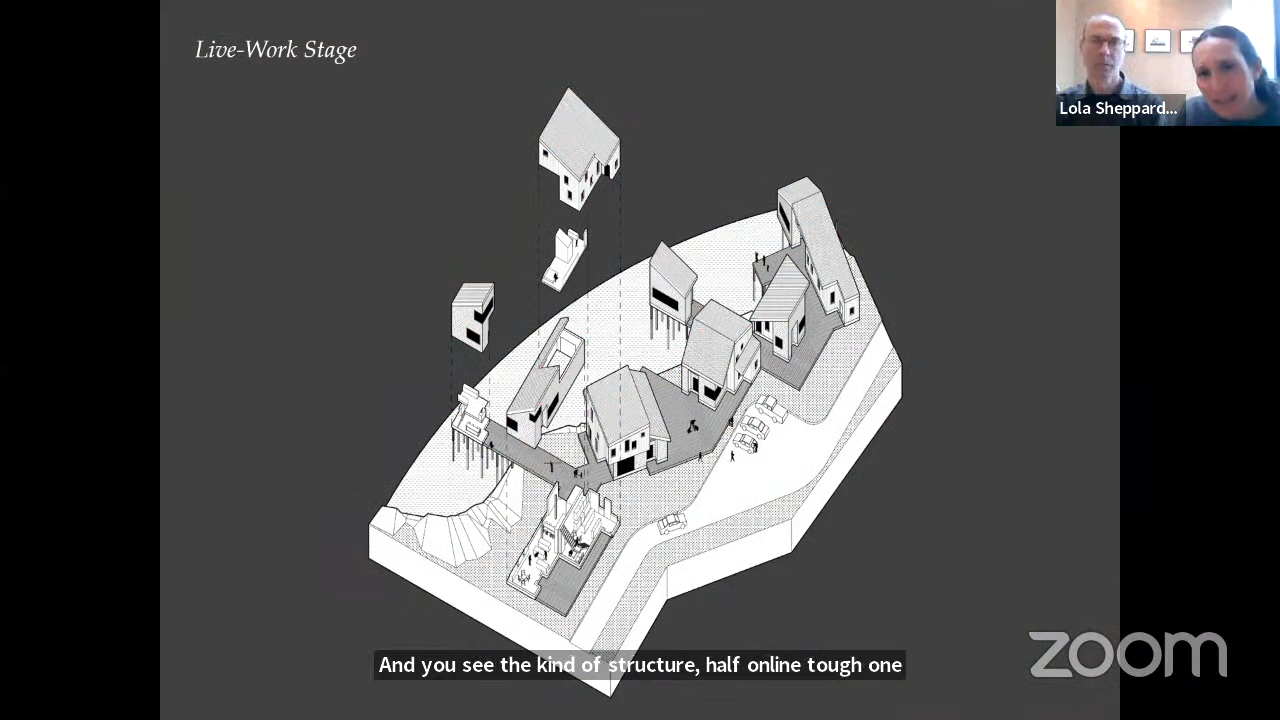 Live-Work Stage
Lola Sheppard...
And you see the kind of structure, half online tough one
zoom